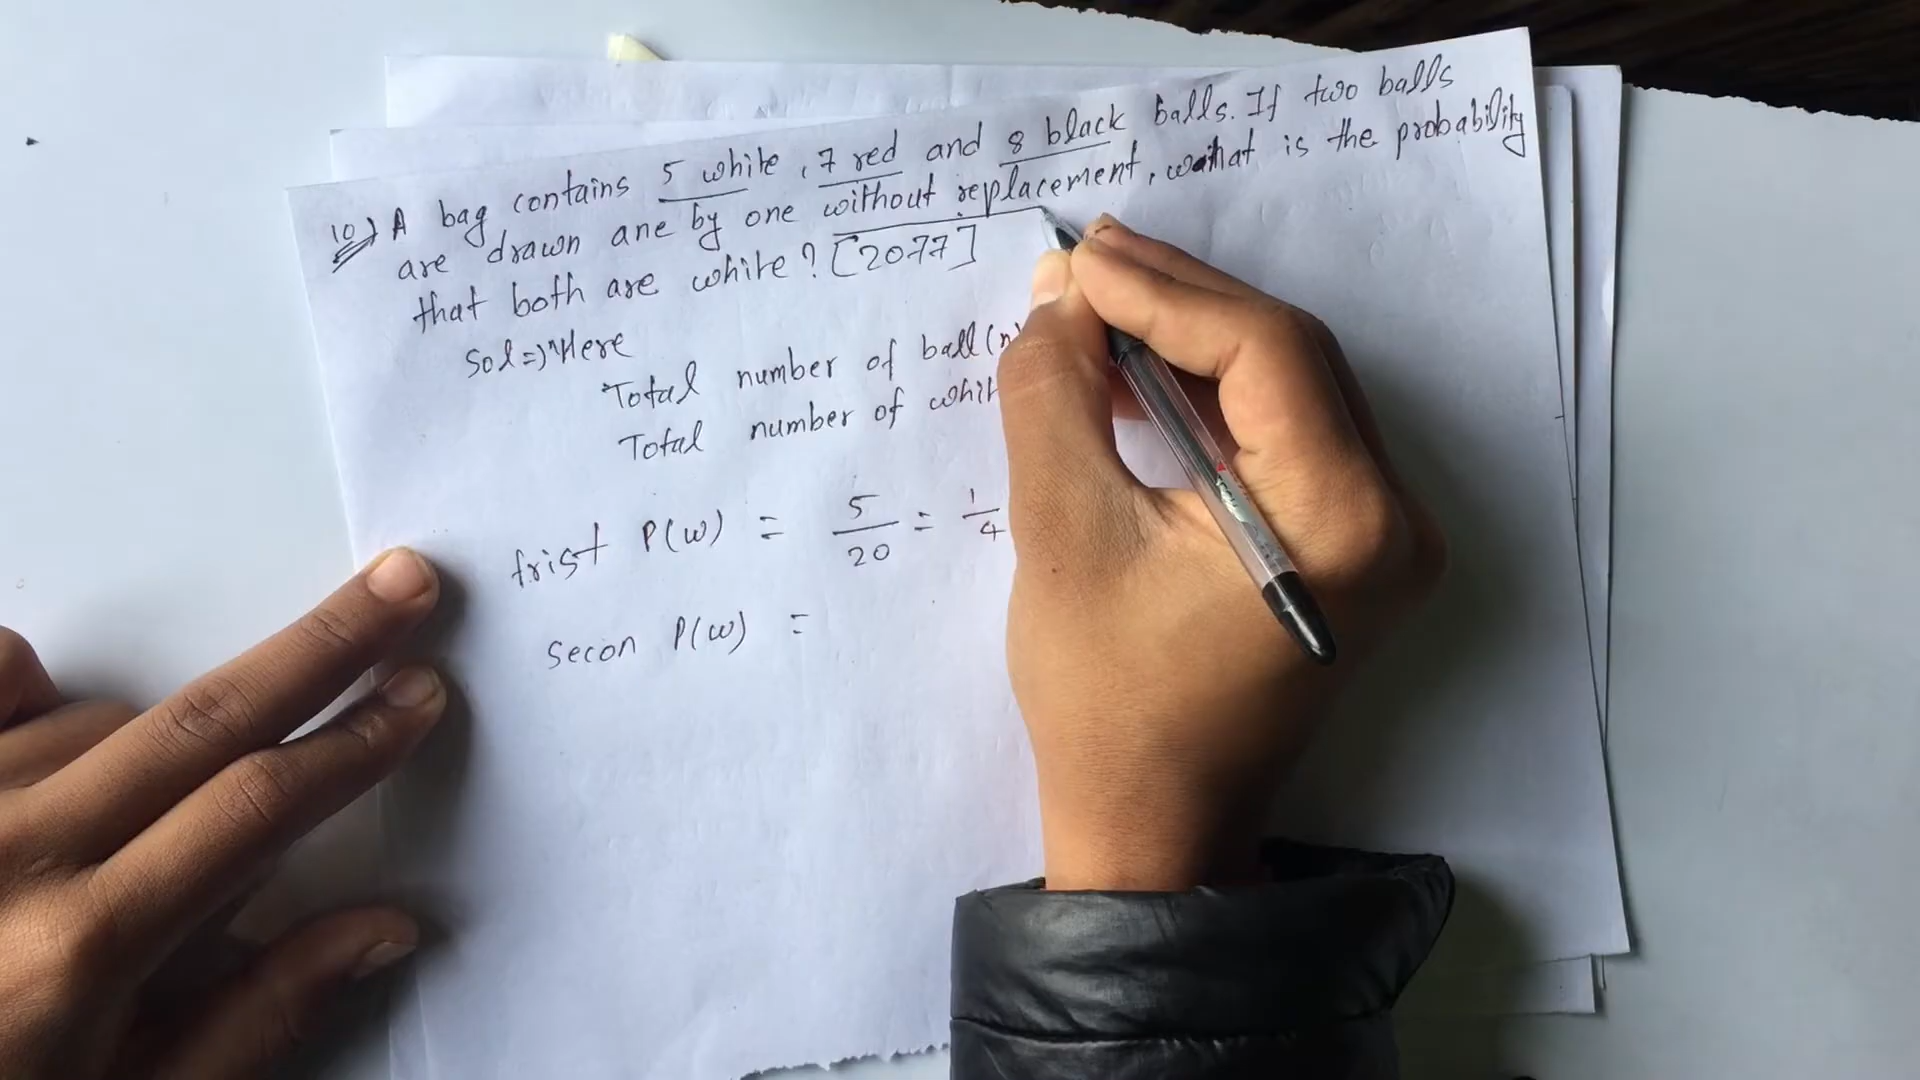 10) A bag contains 5 white, 7 red and 8 black balls. If two balls
are drawn ane by one without replacement, what is the probability
that both are white? [2077]
Sol=> Here
Total number of ball (n)
Total number of whit
frist P(w) = 5/20 = 1/4
Secon P(w) =